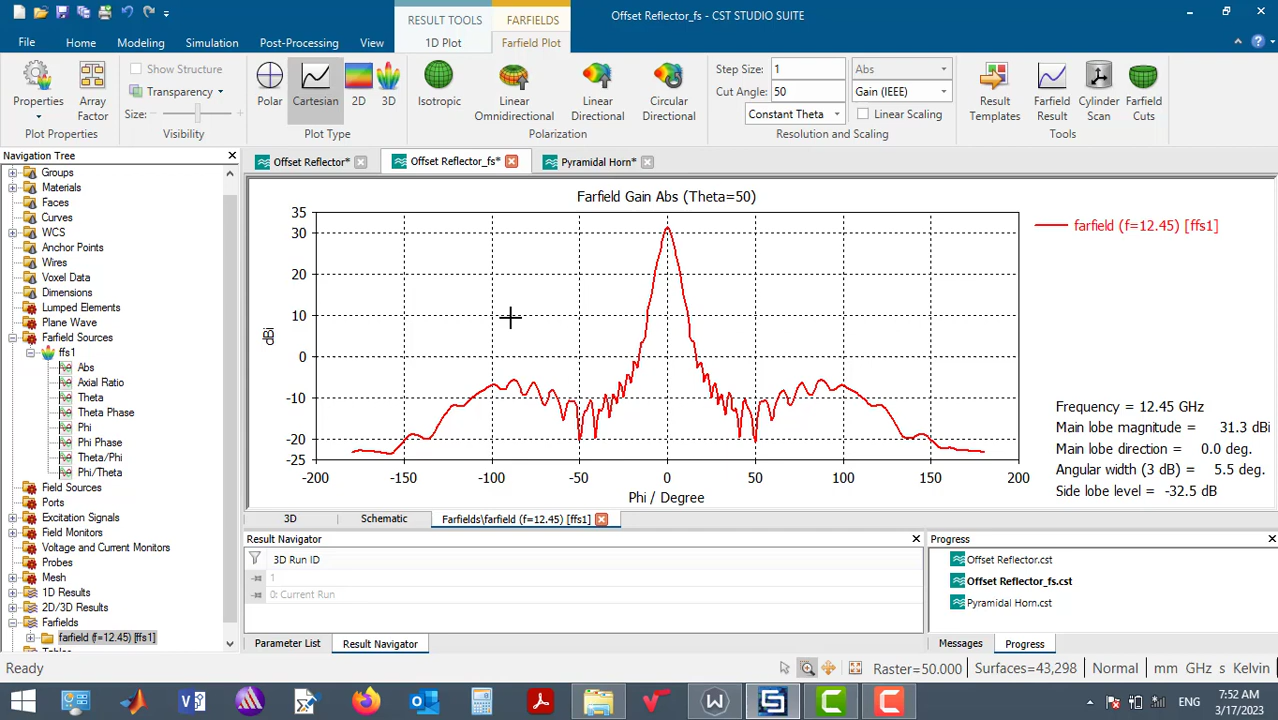 Offset Reflector_fs - CST STUDIO SUITE
RESULT TOOLS
FARFIELDS
File
Home
Modeling
Simulation
Post-Processing
View
1D Plot
Farfield Plot
Properties
Array
Factor
Plot Properties
Show Structure
Transparency
Size:
Visibility
Polar
Cartesian
2D
3D
Plot Type
Isotropic
Linear
Omnidirectional
Linear
Directional
Circular
Directional
Polarization
Step Size:
1
Cut Angle:
50
Constant Theta
Abs
Gain (IEEE)
Linear Scaling
Resolution and Scaling
Result
Templates
Farfield
Result
Cylinder
Scan
Farfield
Cuts
Tools
Navigation Tree
Groups
Materials
Faces
Curves
WCS
Anchor Points
Wires
Voxel Data
Dimensions
Lumped Elements
Plane Wave
Farfield Sources
ffs1
Abs
Axial Ratio
Theta
Theta Phase
Phi
Phi Phase
Theta/Phi
Phi/Theta
Field Sources
Ports
Excitation Signals
Field Monitors
Voltage and Current Monitors
Probes
Mesh
1D Results
2D/3D Results
Farfields
farfield (f=12.45) [ffs1]
Offset Reflector*
Offset Reflector_fs*
Pyramidal Horn*
Farfield Gain Abs (Theta=50)
35
30
20
10
0
-10
-20
-25
dBi
-200
-150
-100
-50
0
50
100
150
200
Phi / Degree
farfield (f=12.45) [ffs1]
Frequency = 12.45 GHz
Main lobe magnitude = 31.3 dBi
Main lobe direction = 0.0 deg.
Angular width (3 dB) = 5.5 deg.
Side lobe level = -32.5 dB
3D
Schematic
Farfields\farfield (f=12.45) [ffs1]
Result Navigator
3D Run ID
1
0: Current Run
Parameter List
Result Navigator
Progress
Offset Reflector.cst
Offset Reflector_fs.cst
Pyramidal Horn.cst
Messages
Progress
Ready
Raster=50.000
Surfaces=43,298
Normal
mm GHz s Kelvin
ENG
7:52 AM
3/17/2023